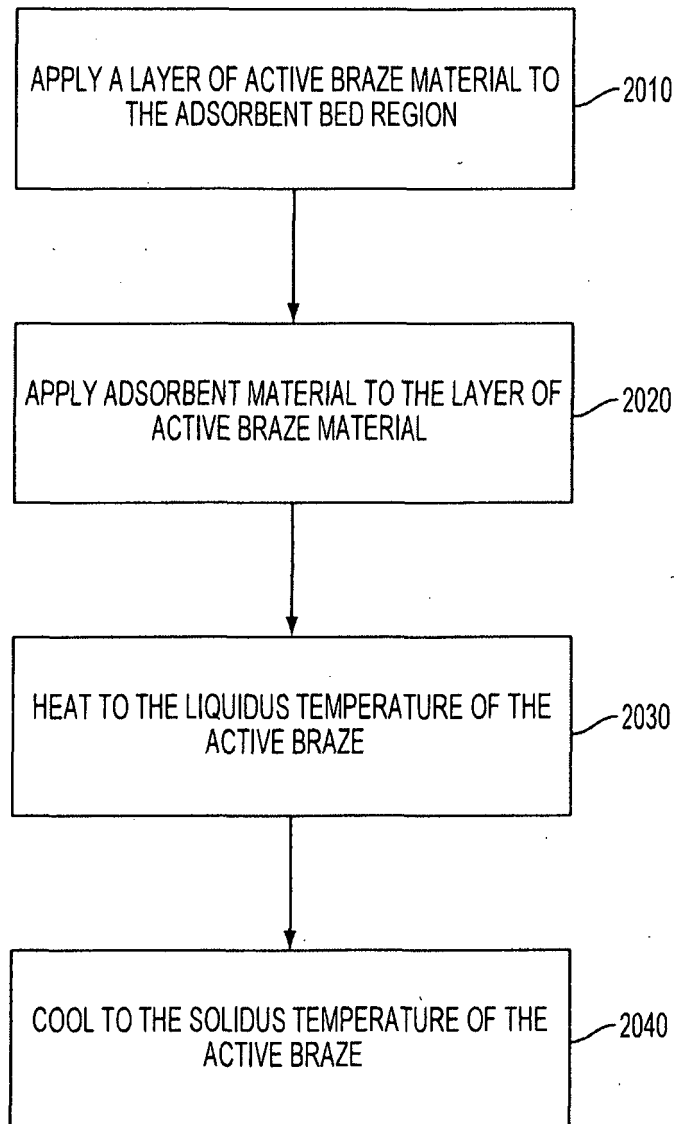 APPLY A LAYER OF ACTIVE BRAZE MATERIAL TO
THE ADSORBENT BED REGION
2010
APPLY ADSORBENT MATERIAL TO THE LAYER OF
ACTIVE BRAZE MATERIAL
2020
HEAT TO THE LIQUIDUS TEMPERATURE OF THE
ACTIVE BRAZE
2030
COOL TO THE SOLIDUS TEMPERATURE OF THE
ACTIVE BRAZE
2040